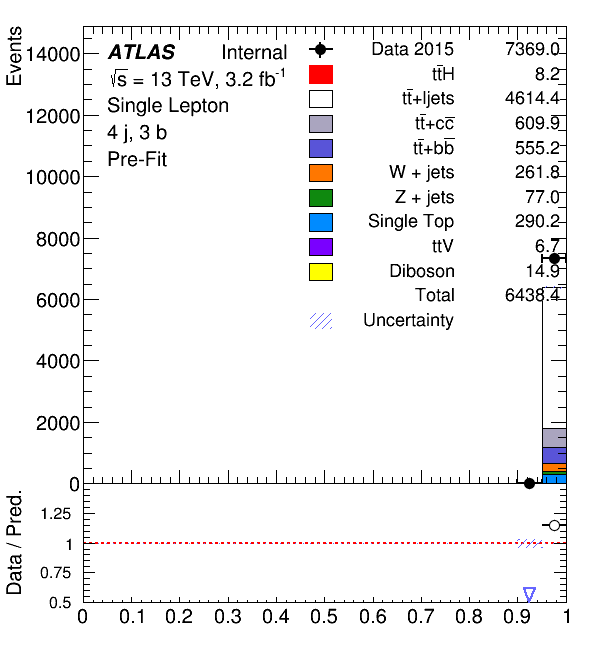 Events
14000
12000
10000
8000
6000
4000
2000
0
ATLAS Internal
√s = 13 TeV, 3.2 fb⁻¹
Single Lepton
4 j, 3 b
Pre-Fit
Data 2015 7369.0
tt̄H 8.2
tt̄+ljets 4614.4
tt̄+cc̄ 609.9
tt̄+bb̄ 555.2
W + jets 261.8
Z + jets 77.0
Single Top 290.2
ttV 6.7
Diboson 14.9
Total 6438.4
Uncertainty
Data / Pred.
1.25
1
0.75
0.5
0 0.1 0.2 0.3 0.4 0.5 0.6 0.7 0.8 0.9 1